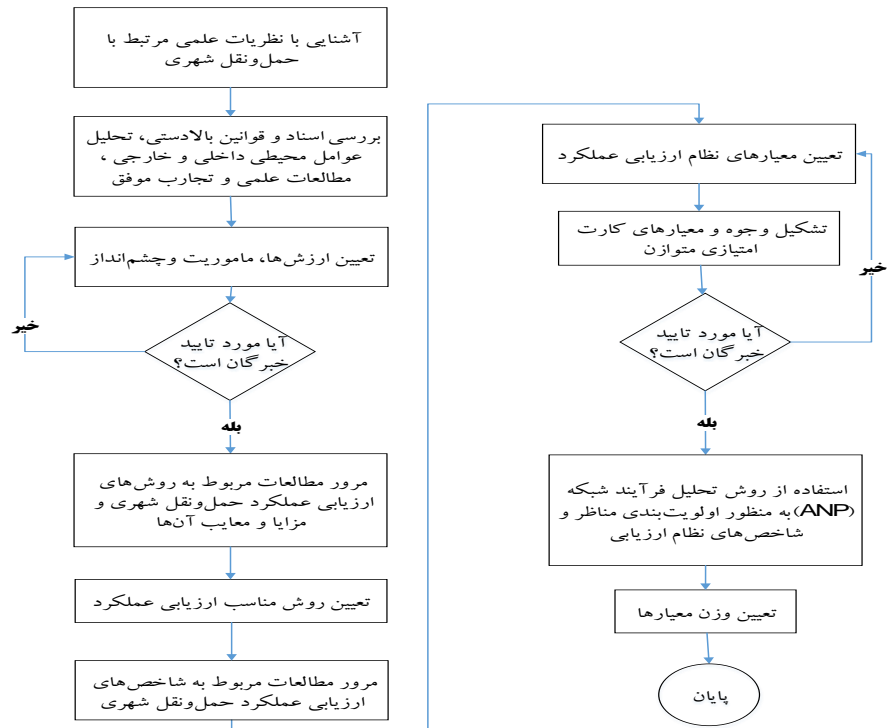 آشنایی با نظریات علمی مرتبط با
حمل‌ونقل شهری
بررسی اسناد و قوانین بالادستی، تحلیل
عوامل محیطی داخلی و خارجی ،
مطالعات علمی و تجارب موفق
تعیین ارزش‌ها، ماموریت وچشم‌انداز
خیر
آیا مورد تایید
خبرگان است؟
بله
مرور مطالعات مربوط به روش‌های
ارزیابی عملکرد حمل‌ونقل شهری و
مزایا و معایب آن‌ها
تعیین روش مناسب ارزیابی عملکرد
مرور مطالعات مربوط به شاخص‌های
ارزیابی عملکرد حمل‌ونقل شهری
تعیین معیارهای نظام ارزیابی عملکرد
تشکیل وجوه و معیارهای کارت
امتیازی متوازن
خیر
آیا مورد تایید
خبرگان است؟
بله
استفاده از روش تحلیل فرآیند شبکه
(ANP)به منظور اولویت‌بندی مناظر و
شاخص‌های نظام ارزیابی
تعیین وزن معیارها
پایان